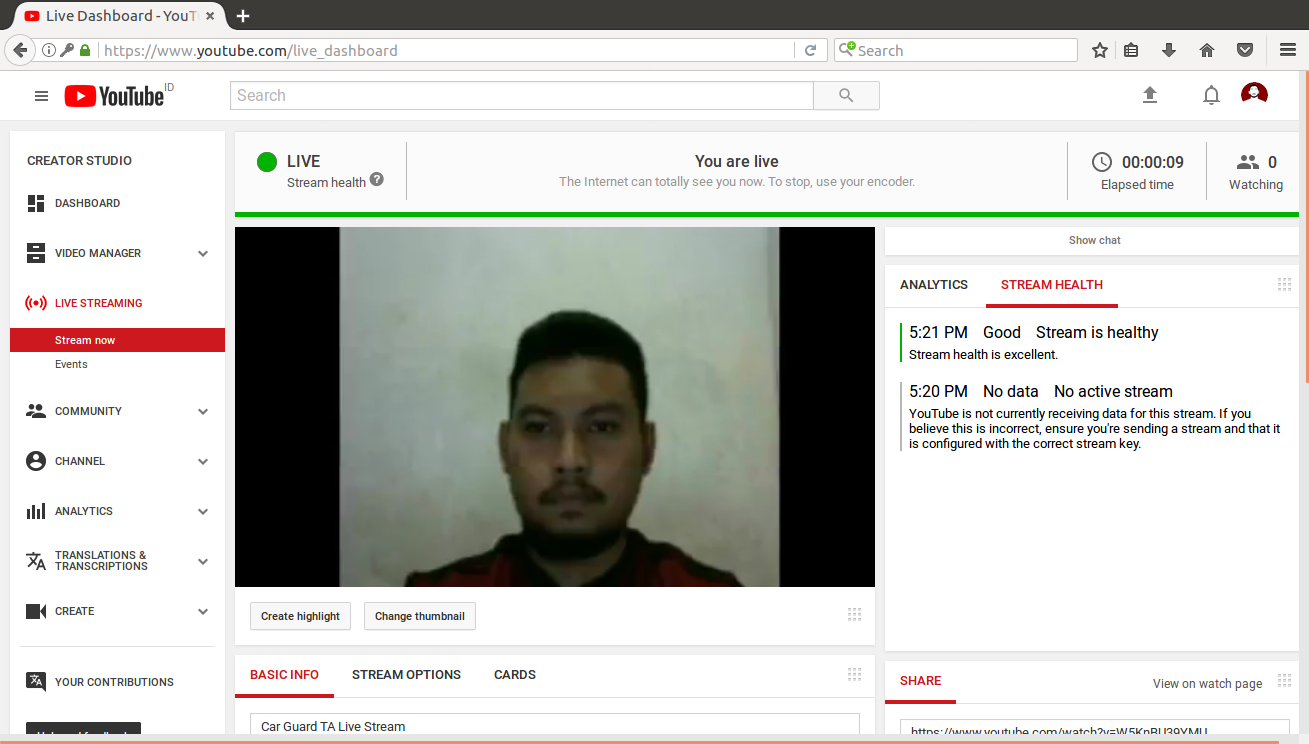 Live Dashboard - YouT
https://www.youtube.com/live_dashboard
Search
YouTube ID
Search
CREATOR STUDIO
DASHBOARD
VIDEO MANAGER
LIVE STREAMING
Stream now
Events
COMMUNITY
CHANNEL
ANALYTICS
TRANSLATIONS &
TRANSCRIPTIONS
CREATE
YOUR CONTRIBUTIONS
LIVE
Stream health ?
You are live
The Internet can totally see you now. To stop, use your encoder.
00:00:09
Elapsed time
0
Watching
Create highlight
Change thumbnail
BASIC INFO STREAM OPTIONS CARDS
Car Guard TA Live Stream
Show chat
ANALYTICS STREAM HEALTH
5:21 PM Good Stream is healthy
Stream health is excellent.
5:20 PM No data No active stream
YouTube is not currently receiving data for this stream. If you
believe this is incorrect, ensure you're sending a stream and that it
is configured with the correct stream key.
SHARE
View on watch page